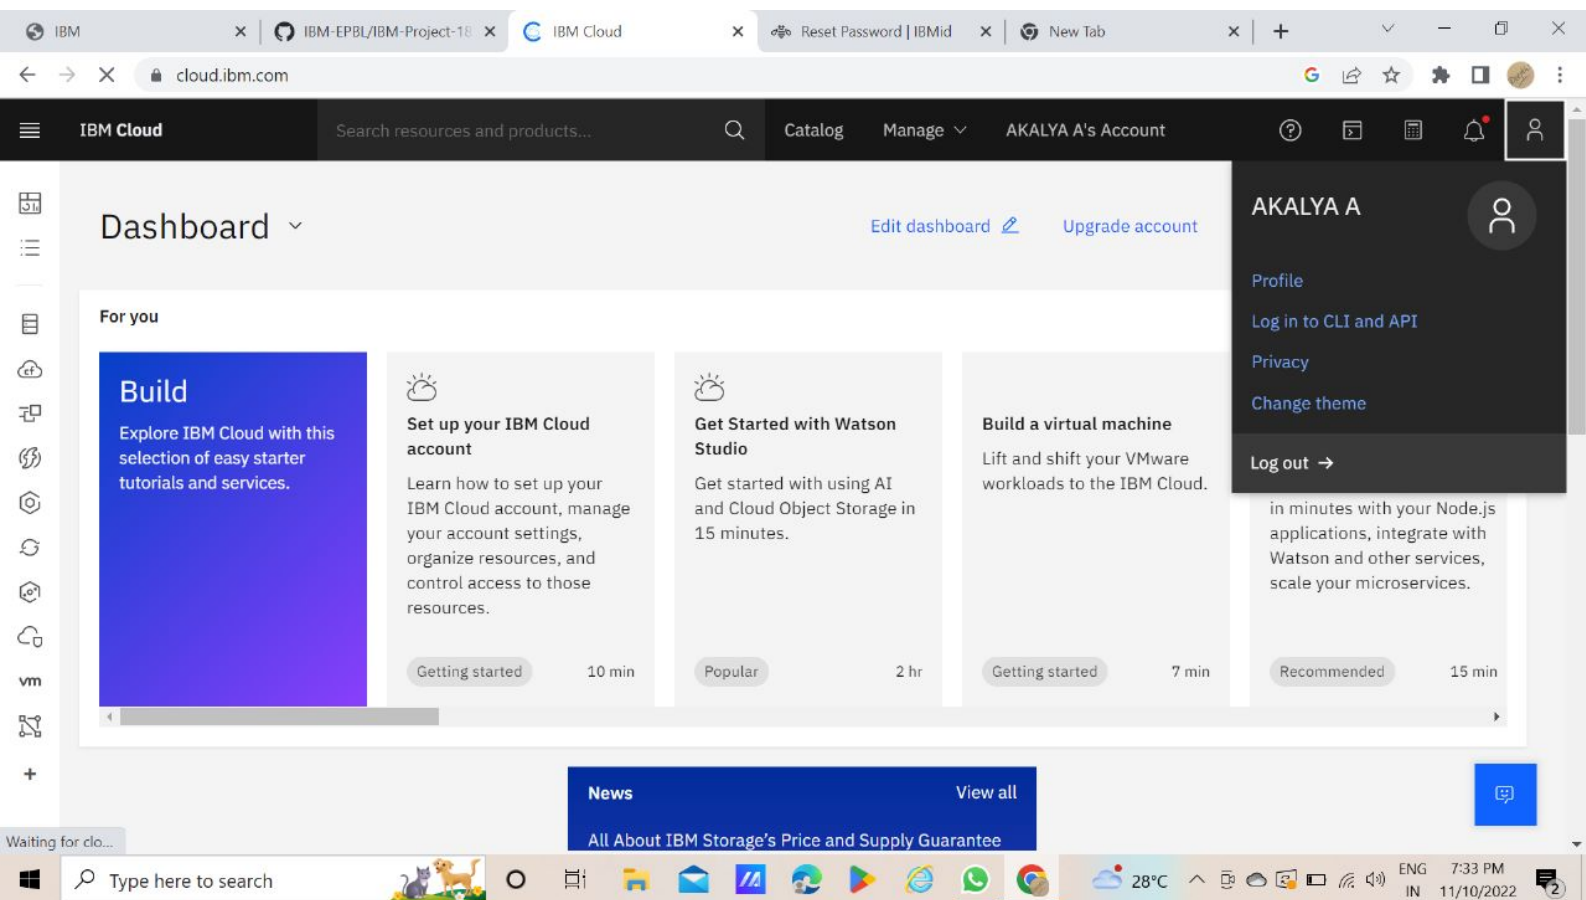 IBM
IBM-EPBL/IBM-Project-18
IBM Cloud
Reset Password | IBMid
New Tab
cloud.ibm.com
IBM Cloud
Search resources and products...
Catalog
Manage
AKALYA A's Account
Dashboard
Edit dashboard
Upgrade account
AKALYA A
Profile
Log in to CLI and API
Privacy
Change theme
Log out →
For you
Build
Explore IBM Cloud with this
selection of easy starter
tutorials and services.
Set up your IBM Cloud
account
Learn how to set up your
IBM Cloud account, manage
your account settings,
organize resources, and
control access to those
resources.
Getting started
10 min
Get Started with Watson
Studio
Get started with using AI
and Cloud Object Storage in
15 minutes.
Popular
2 hr
Build a virtual machine
Lift and shift your VMware
workloads to the IBM Cloud.
Getting started
7 min
in minutes with your Node.js
applications, integrate with
Watson and other services,
scale your microservices.
Recommended
15 min
cf
vm
News
View all
All About IBM Storage's Price and Supply Guarantee
Waiting for clo...
Type here to search
28°C
ENG
IN
7:33 PM
11/10/2022
2